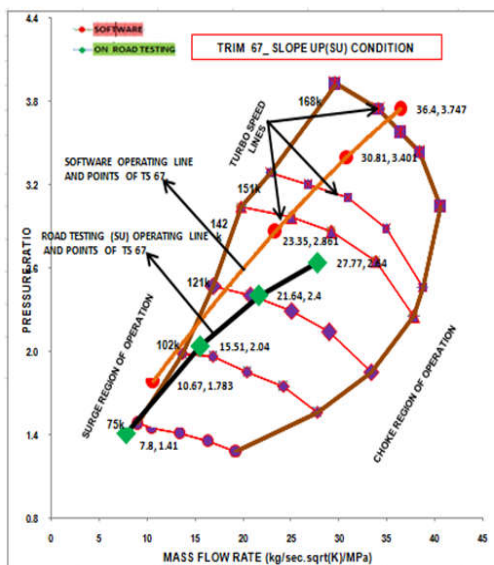 4.4
SOFTWARE
ON ROAD TESTING
TRIM 67_ SLOPE UP(SU) CONDITION
3.8
168k
36.4, 3.747
TURBO SPEED
LINES
30.81, 3.401
SOFTWARE OPERATING LINE
AND POINTS OF TS 67
3.2
151k
142
k
23.35, 2.861
ROAD TESTING (SU) OPERATING LINE
AND POINTS OF TS 67
2.6
27.77, 2.64
121k
21.64, 2.4
PRESSURE RATIO
2.0
102k
15.51, 2.04
10.67, 1.783
SURGE REGION OF OPERATION
CHOKE REGION OF OPERATION
1.4
75k
7.8, 1.41
0.8
0 5 10 15 20 25 30 35 40 45
MASS FLOW RATE (kg/sec.sqrt(K)/MPa)